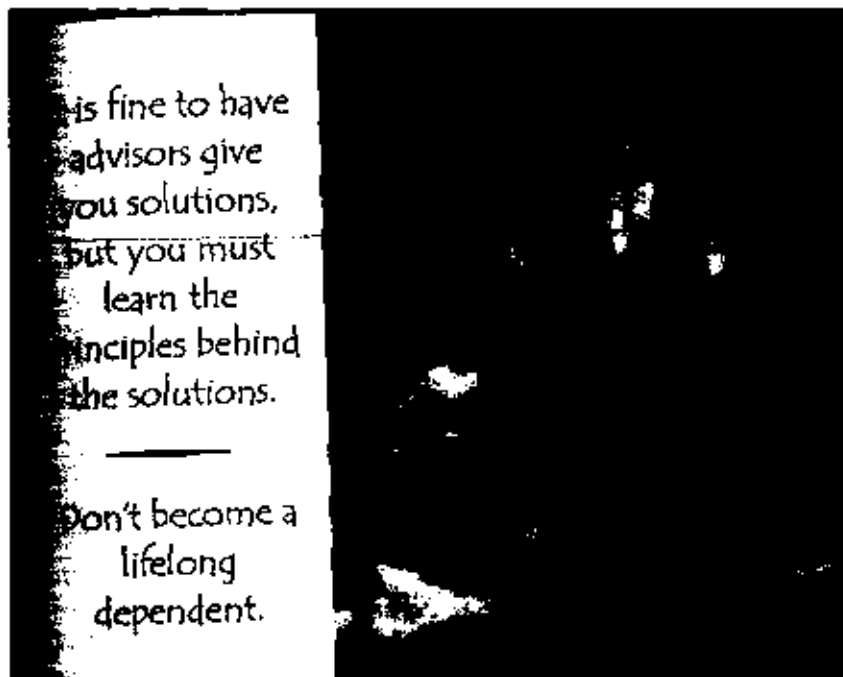 is fine to have
advisors give
you solutions,
but you must
learn the
principles behind
the solutions.
Don't become a
lifelong
dependent.